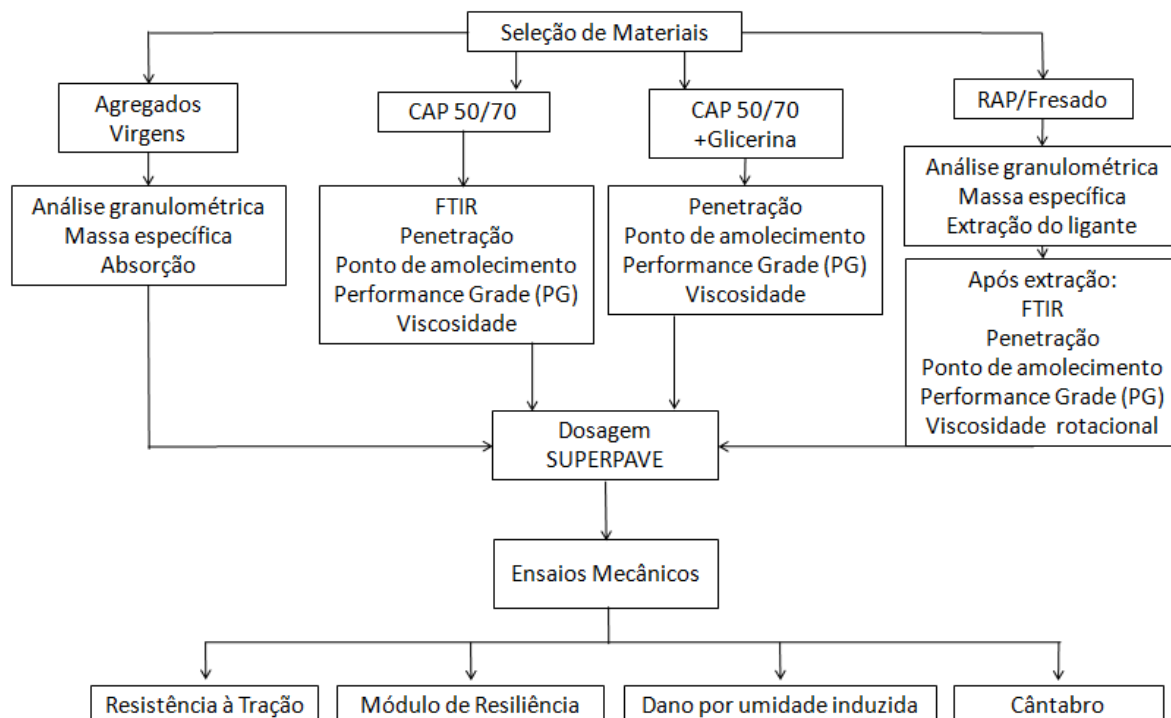 Seleção de Materiais
Agregados
Virgens
CAP 50/70
CAP 50/70
+Glicerina
RAP/Fresado
Análise granulométrica
Massa específica
Absorção
FTIR
Penetração
Ponto de amolecimento
Performance Grade (PG)
Viscosidade
Penetração
Ponto de amolecimento
Performance Grade (PG)
Viscosidade
Análise granulométrica
Massa específica
Extração do ligante
Após extração:
FTIR
Penetração
Ponto de amolecimento
Performance Grade (PG)
Viscosidade rotacional
Dosagem
SUPERPAVE
Ensaios Mecânicos
Resistência à Tração
Módulo de Resiliência
Dano por umidade induzida
Cântabro